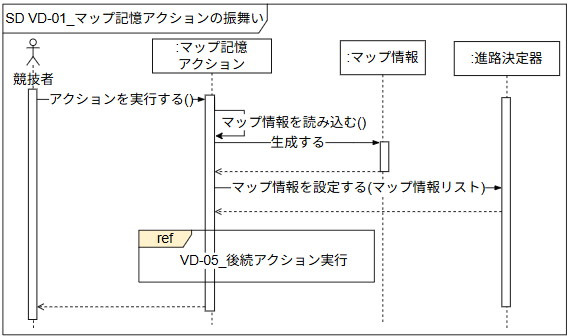 SD VD-01_マップ記憶アクションの振舞い
競技者
:マップ記憶
アクション
:マップ情報
:進路決定器
アクションを実行する()
マップ情報を読み込む()
生成する
マップ情報を設定する(マップ情報リスト)
ref
VD-05_後続アクション実行